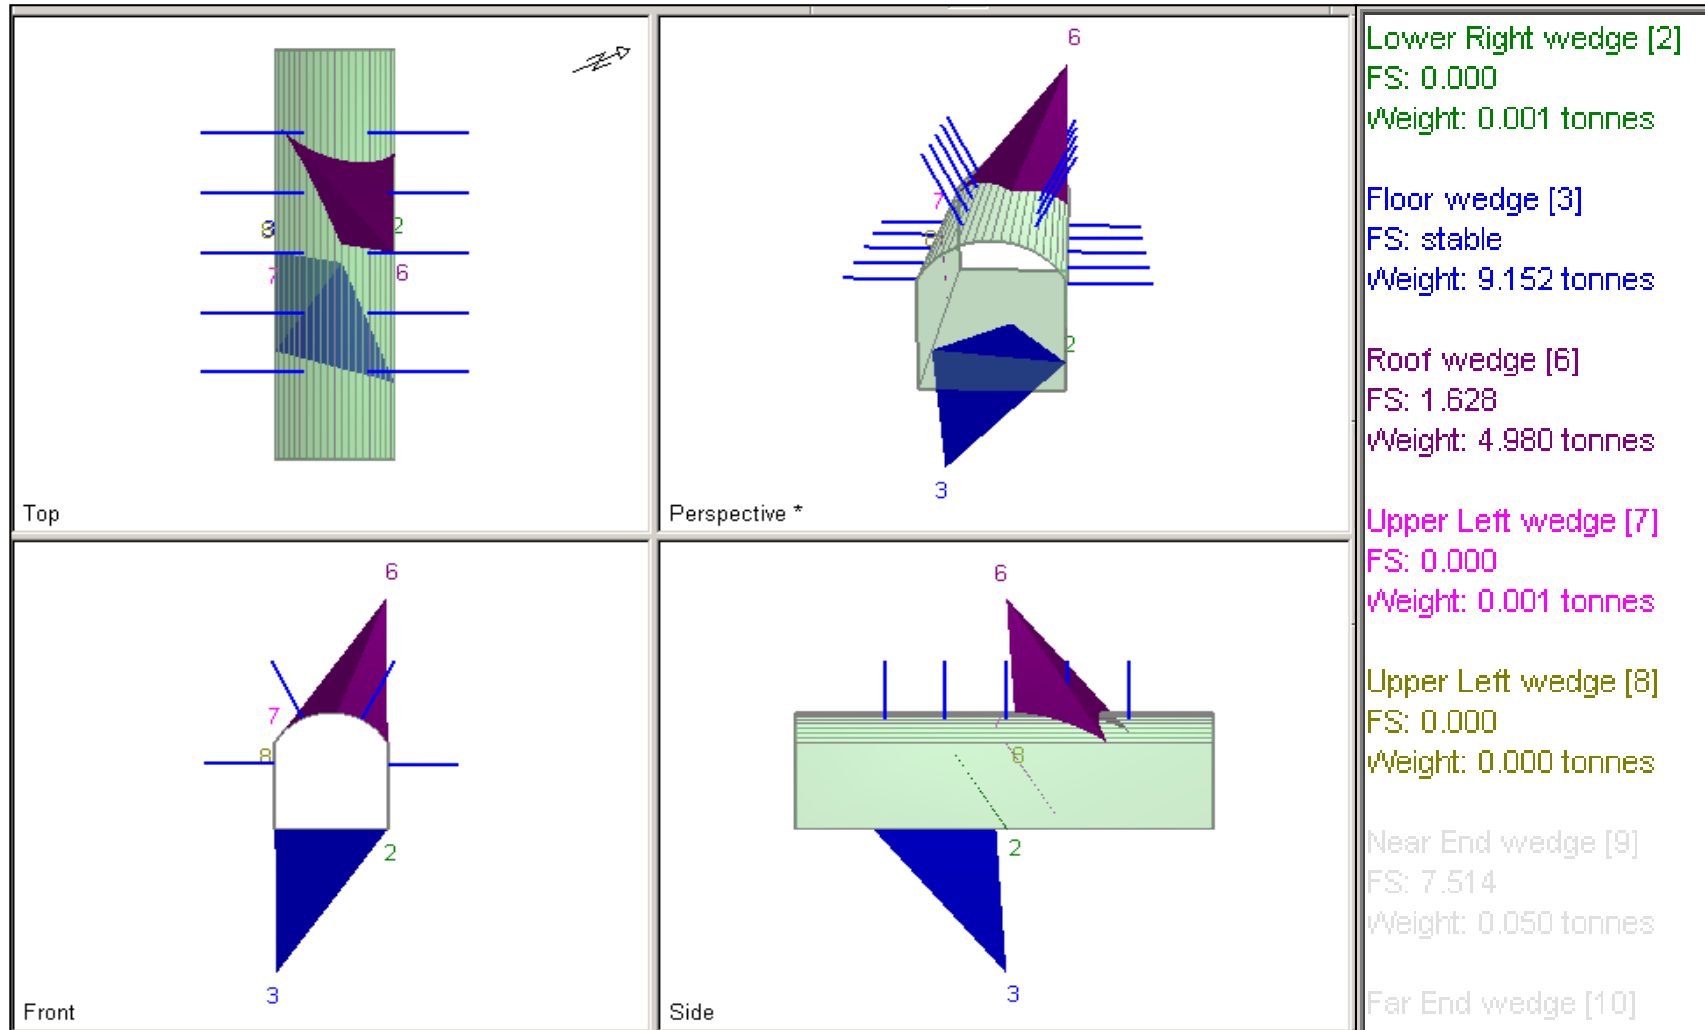 6
8
2
7
6
Top
6
7
8
2
3
Perspective *
6
7
8
2
3
Front
6
8
2
3
Side
Lower Right wedge [2]
FS: 0.000
Weight: 0.001 tonnes
Floor wedge [3]
FS: stable
Weight: 9.152 tonnes
Roof wedge [6]
FS: 1.628
Weight: 4.980 tonnes
Upper Left wedge [7]
FS: 0.000
Weight: 0.001 tonnes
Upper Left wedge [8]
FS: 0.000
Weight: 0.000 tonnes
Near End wedge [9]
FS: 7.514
Weight: 0.050 tonnes
Far End wedge [10]